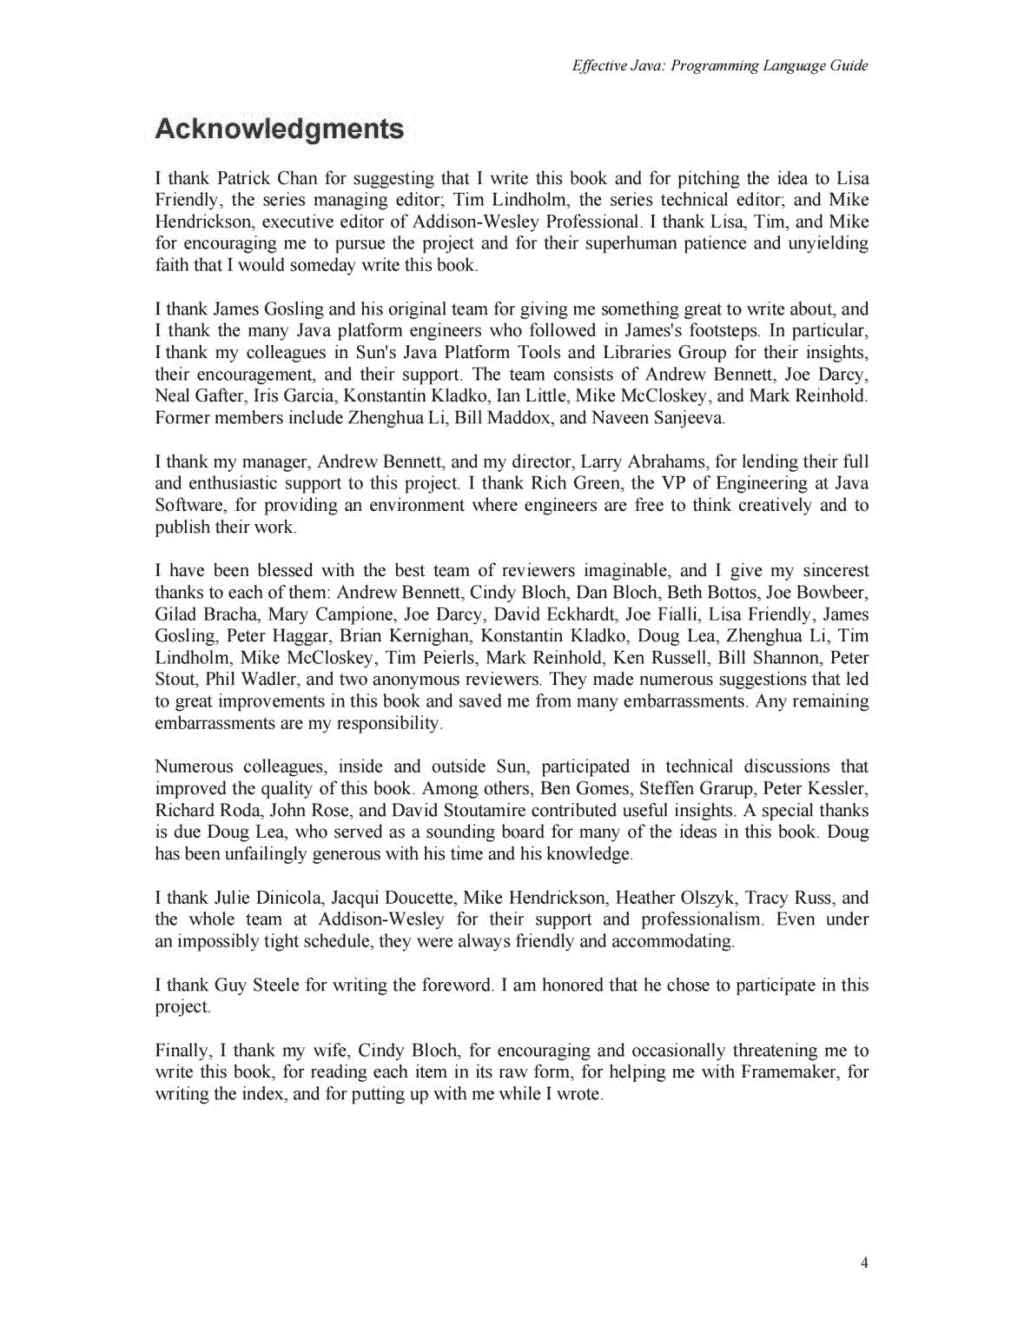 Effective Java: Programming Language Guide
Acknowledgments
I thank Patrick Chan for suggesting that I write this book and for pitching the idea to Lisa
Friendly, the series managing editor; Tim Lindholm, the series technical editor; and Mike
Hendrickson, executive editor of Addison-Wesley Professional. I thank Lisa, Tim, and Mike
for encouraging me to pursue the project and for their superhuman patience and unyielding
faith that I would someday write this book.
I thank James Gosling and his original team for giving me something great to write about, and
I thank the many Java platform engineers who followed in James's footsteps. In particular,
I thank my colleagues in Sun's Java Platform Tools and Libraries Group for their insights,
their encouragement, and their support. The team consists of Andrew Bennett, Joe Darcy,
Neal Gafter, Iris Garcia, Konstantin Kladko, Ian Little, Mike McCloskey, and Mark Reinhold.
Former members include Zhenghua Li, Bill Maddox, and Naveen Sanjeeva.
I thank my manager, Andrew Bennett, and my director, Larry Abrahams, for lending their full
and enthusiastic support to this project. I thank Rich Green, the VP of Engineering at Java
Software, for providing an environment where engineers are free to think creatively and to
publish their work.
I have been blessed with the best team of reviewers imaginable, and I give my sincerest
thanks to each of them: Andrew Bennett, Cindy Bloch, Dan Bloch, Beth Bottos, Joe Bowbeer,
Gilad Bracha, Mary Campione, Joe Darcy, David Eckhardt, Joe Fialli, Lisa Friendly, James
Gosling, Peter Haggar, Brian Kernighan, Konstantin Kladko, Doug Lea, Zhenghua Li, Tim
Lindholm, Mike McCloskey, Tim Peierls, Mark Reinhold, Ken Russell, Bill Shannon, Peter
Stout, Phil Wadler, and two anonymous reviewers. They made numerous suggestions that led
to great improvements in this book and saved me from many embarrassments. Any remaining
embarrassments are my responsibility.
Numerous colleagues, inside and outside Sun, participated in technical discussions that
improved the quality of this book. Among others, Ben Gomes, Steffen Grarup, Peter Kessler,
Richard Roda, John Rose, and David Stoutamire contributed useful insights. A special thanks
is due Doug Lea, who served as a sounding board for many of the ideas in this book. Doug
has been unfailingly generous with his time and his knowledge.
I thank Julie Dinicola, Jacqui Doucette, Mike Hendrickson, Heather Olszyk, Tracy Russ, and
the whole team at Addison-Wesley for their support and professionalism. Even under
an impossibly tight schedule, they were always friendly and accommodating.
I thank Guy Steele for writing the foreword. I am honored that he chose to participate in this
project.
Finally, I thank my wife, Cindy Bloch, for encouraging and occasionally threatening me to
write this book, for reading each item in its raw form, for helping me with Framemaker, for
writing the index, and for putting up with me while I wrote.
4